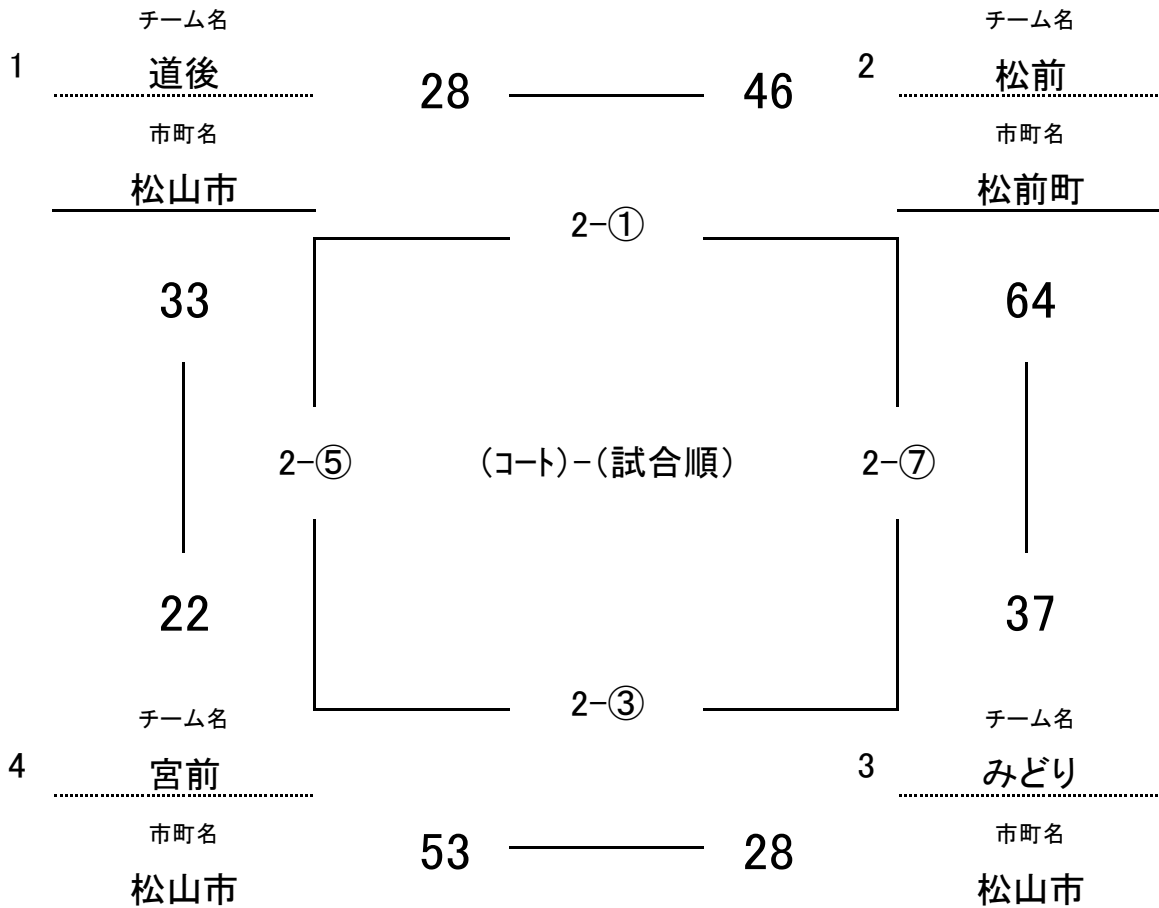 チーム名 チーム名
1 道後 28 46 2 松前
市町名 市町名
松山市 松前町
2-①
33 64
2-⑤ (コート)-(試合順) 2-⑦
22 37
2-③
チーム名 チーム名
4 宮前 3 みどり
市町名 53 28 市町名
松山市 松山市